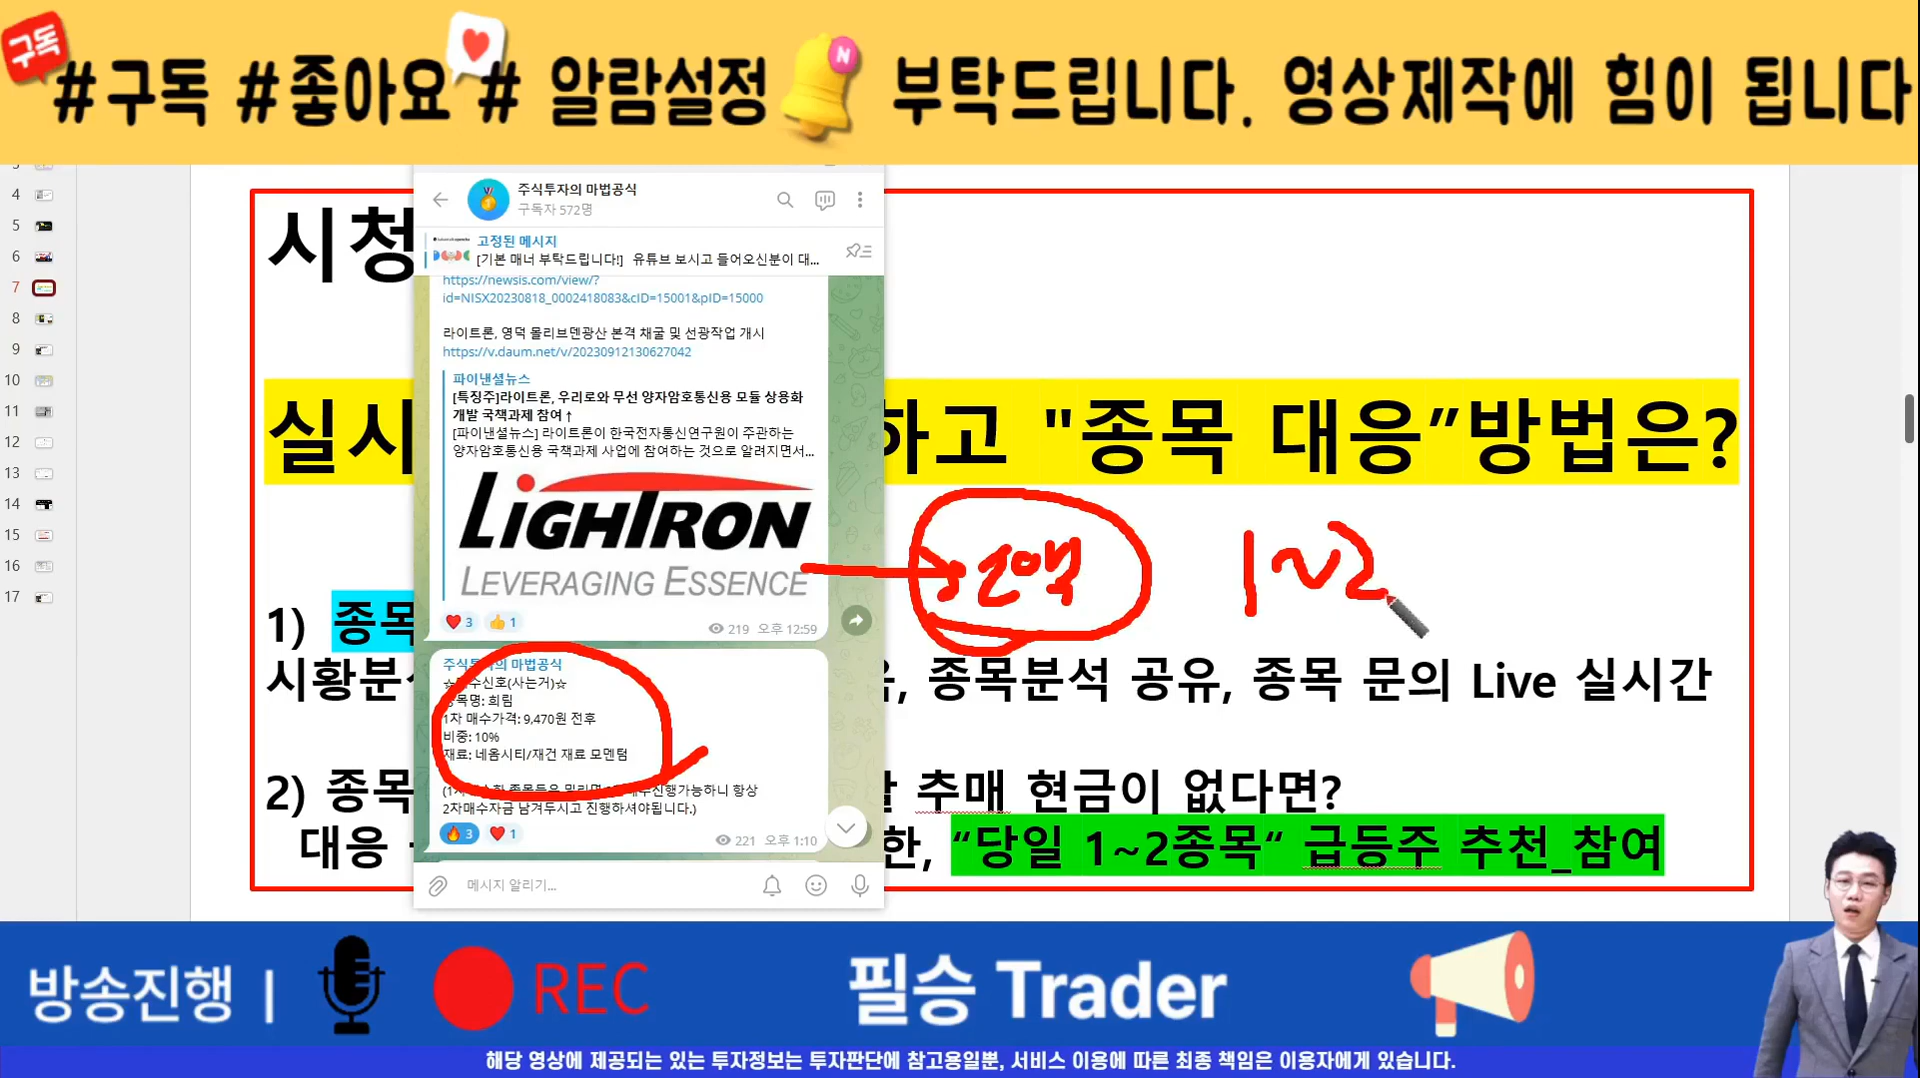 구독
#구독 #좋아요 # 알람설정 N 부탁드립니다. 영상제작에 힘이 됩니다
시청
실시
하고 "종목 대응”방법은?
1) 종목
시황분
, 종목분석 공유, 종목 문의 Live 실시간
2) 종목
추매 현금이 없다면?
대응
한, “당일 1~2종목“ 급등주 추천_참여
1~2
4
5
6
7
8
9
10
11
12
13
14
15
16
17
주식투자의 마법공식
구독자 572명
고정된 메시지
[기본 매너 부탁드립니다!] 유튜브 보시고 들어오신분이 대...
https://newsis.com/view/?
id=NISX20230818_0002418083&cID=15001&pID=15000
라이트론, 영덕 몰리브덴광산 본격 채굴 및 선광작업 개시
https://v.daum.net/v/20230912130627042
파이낸셜뉴스
[특징주]라이트론, 우리로와 무선 양자암호통신용 모듈 상용화
개발 국책과제 참여↑
[파이낸셜뉴스] 라이트론이 한국전자통신연구원이 주관하는
양자암호통신용 국책과제 사업에 참여하는 것으로 알려지면서...
LIGHTRON
LEVERAGING ESSENCE
3 1
219 오후 12:59
주식투자의 마법공식
☆매수신호(사는거)☆
종목명: 희림
1차 매수가격: 9,470원 전후
비중: 10%
재료: 네옴시티/재건 재료 모멘텀
2차매수자금 남겨두시고 진행하셔야됩니다.)
3 1
221 오후 1:10
메시지 알리기...
방송진행 |
REC
필승 Trader
해당 영상에 제공되는 있는 투자정보는 투자판단에 참고용일뿐, 서비스 이용에 따른 최종 책임은 이용자에게 있습니다.